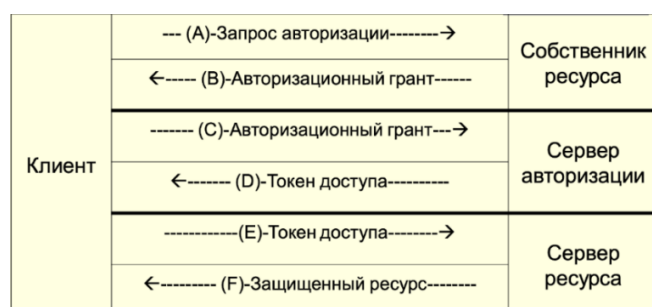 --- (A)-Запрос авторизации--------→
Собственник
ресурса
←----- (B)-Авторизационный грант------
Клиент
------- (C)-Авторизационный грант---→
Сервер
авторизации
←------- (D)-Токен доступа----------
------------(E)-Токен доступа--------→
Сервер
ресурса
←--------- (F)-Защищенный ресурс--------